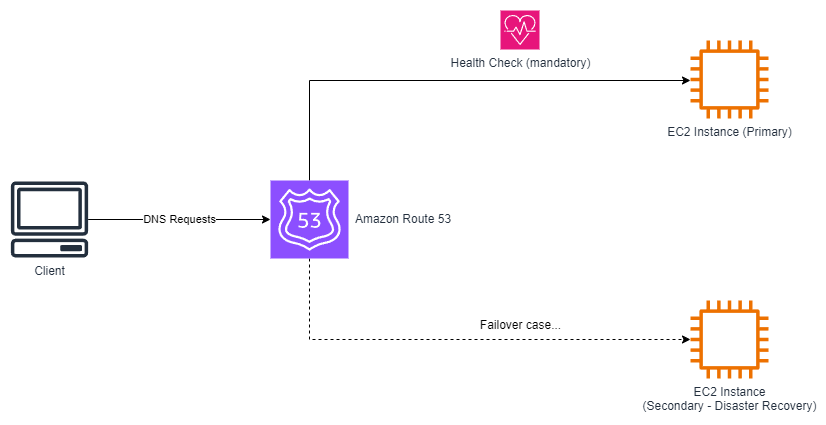 Health Check (mandatory)
EC2 Instance (Primary)
DNS Requests
53
Amazon Route 53
Client
Failover case...
EC2 Instance
(Secondary - Disaster Recovery)